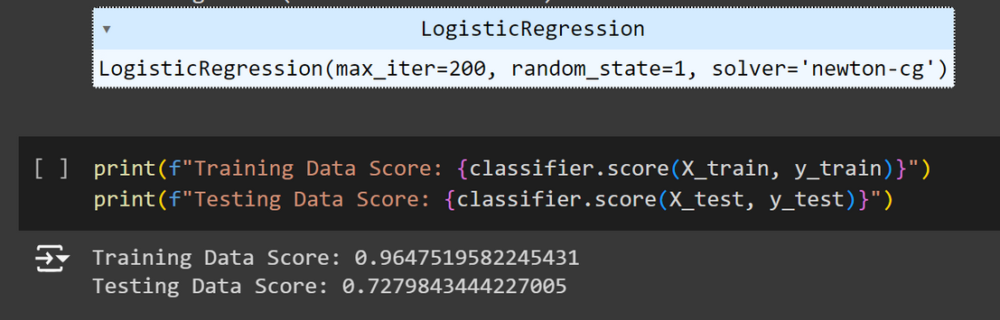 LogisticRegression
LogisticRegression(max_iter=200, random_state=1, solver='newton-cg')
[ ] print(f"Training Data Score: {classifier.score(X_train, y_train)}")
print(f"Testing Data Score: {classifier.score(X_test, y_test)}")
Training Data Score: 0.9647519582245431
Testing Data Score: 0.7279843444227005